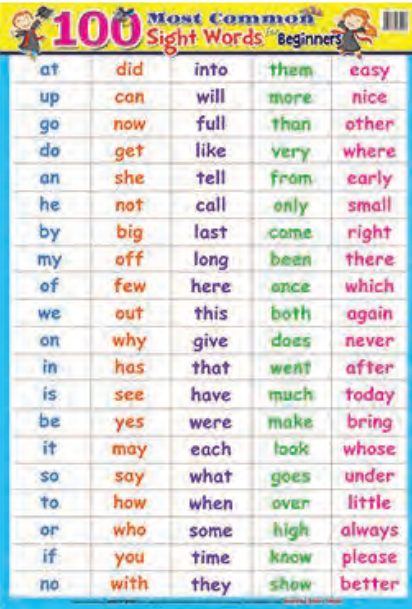 100 Most Common
Sight Words for Beginners
at did into them easy
up can will more nice
go now full than other
do get like very where
an she tell from early
he not call only small
by big last come right
my off long been there
of few here once which
we out this both again
on why give does never
in has that went after
is see have much today
be yes were make bring
it may each look whose
so say what goes under
to how when over little
or who some high always
if you time know please
no with they show better